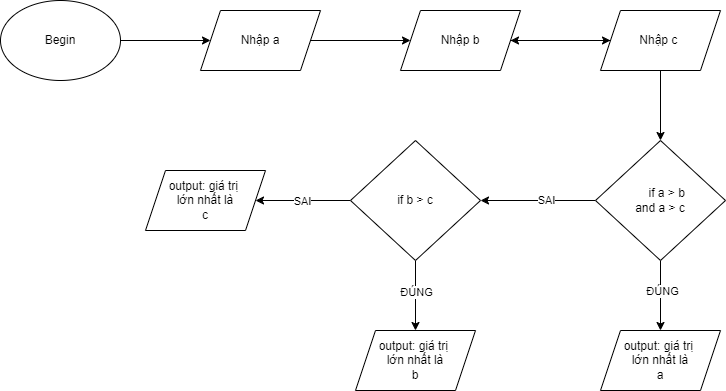 Begin
Nhập a
Nhập b
Nhập c
if a > b
and a > c
SAI
if b > c
SAI
output: giá trị
lớn nhất là
c
ĐÚNG
ĐÚNG
output: giá trị
lớn nhất là
b
output: giá trị
lớn nhất là
a